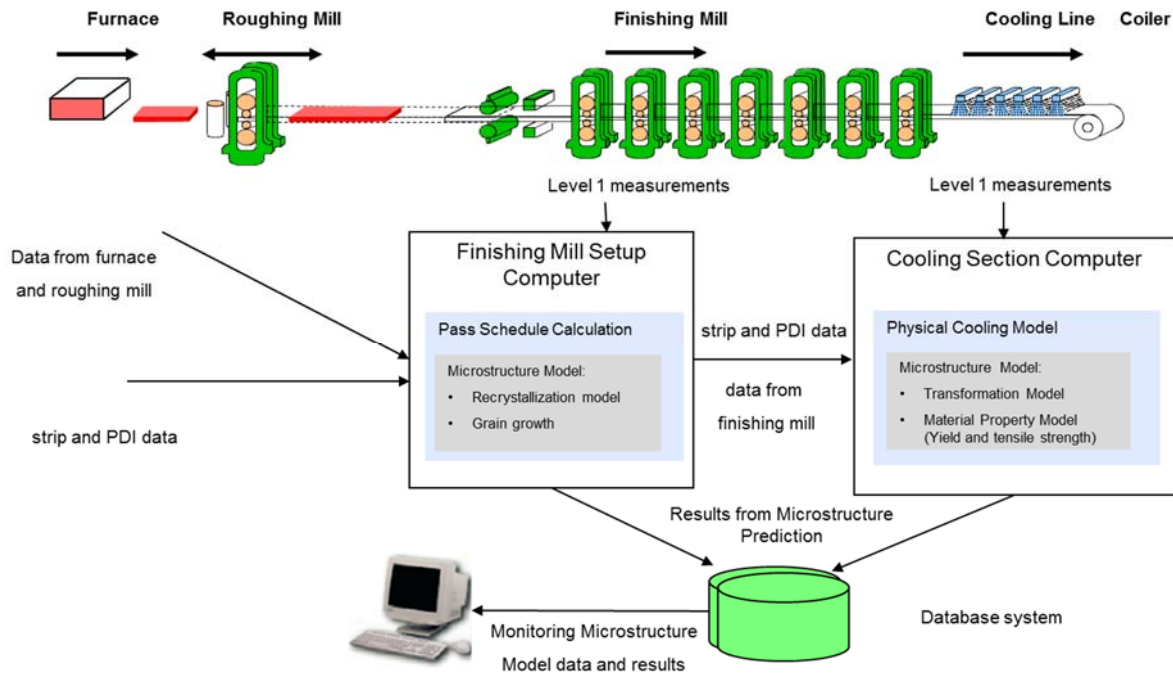 Furnace
Roughing Mill
Finishing Mill
Cooling Line
Coiler
Level 1 measurements
Level 1 measurements
Data from furnace
and roughing mill
strip and PDI data
Finishing Mill Setup
Computer
Pass Schedule Calculation
Microstructure Model:
• Recrystallization model
• Grain growth
strip and PDI data
data from
finishing mill
Cooling Section Computer
Physical Cooling Model
Microstructure Model:
• Transformation Model
• Material Property Model
(Yield and tensile strength)
Results from Microstructure
Prediction
Database system
Monitoring Microstructure
Model data and results